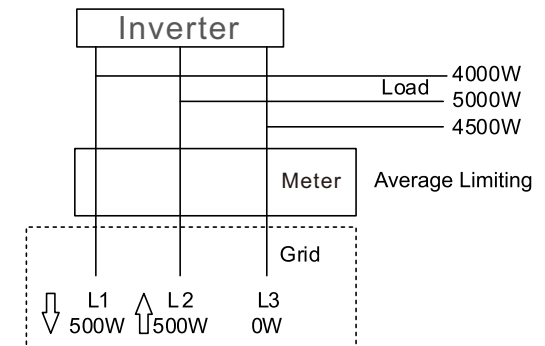 Inverter
4000W
Load
5000W
4500W
Meter
Average Limiting
Grid
L1 L2 L3
500W 500W 0W